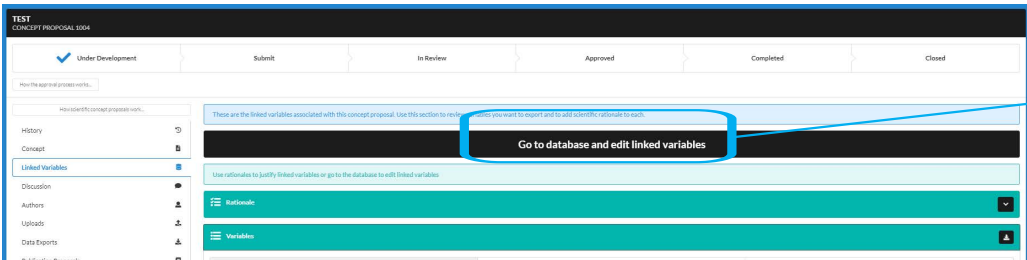 TEST
CONCEPT PROPOSAL 1004
Under Development
Submit
In Review
Approved
Completed
Closed
How the approval process works...
How scientific concept proposals work...
History
Concept
Linked Variables
Discussion
Authors
Uploads
Data Exports
These are the linked variables associated with this concept proposal. Use this section to review variables you want to export and to add scientific rationale to each.
Go to database and edit linked variables
Use rationales to justify linked variables or go to the database to edit linked variables
Rationale
Variables